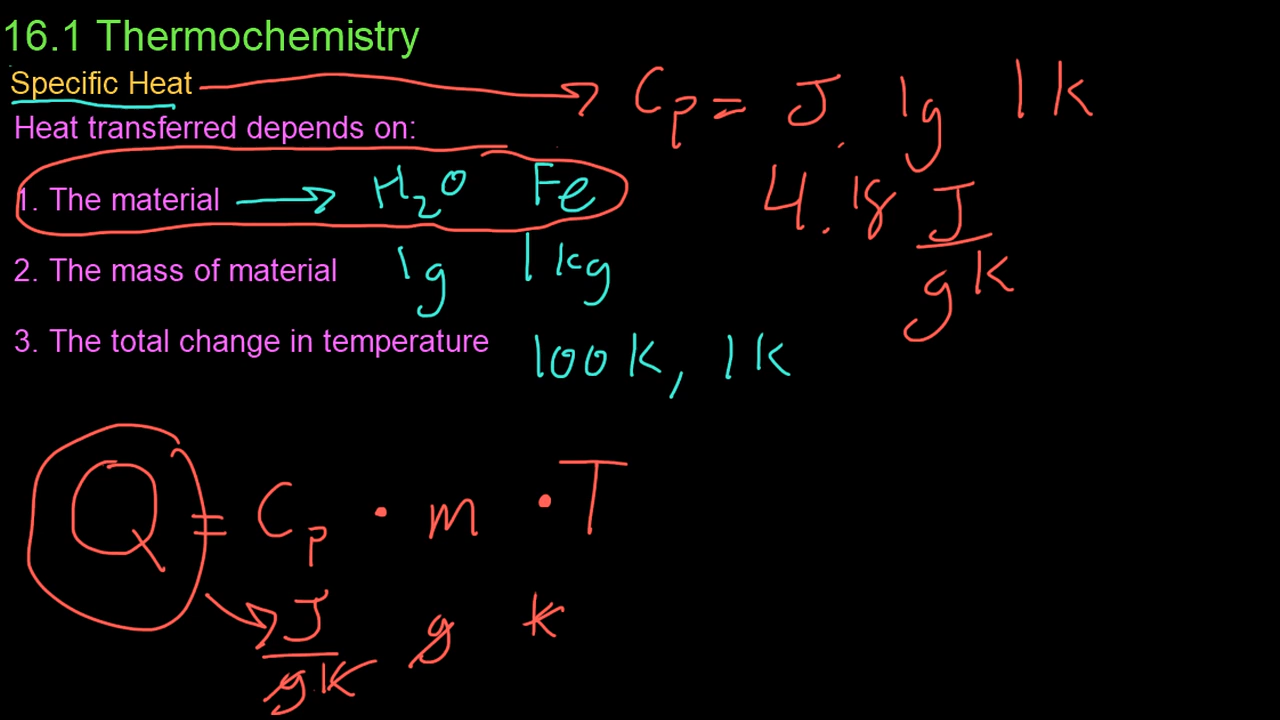 16.1 Thermochemistry
Specific Heat → Cp = J 1g 1K
Heat transferred depends on: 4.18 J
gK
1. The material → H2O Fe
2. The mass of material 1g 1kg
3. The total change in temperature 100K, 1K
Q = Cp • m • T
J g K
gK